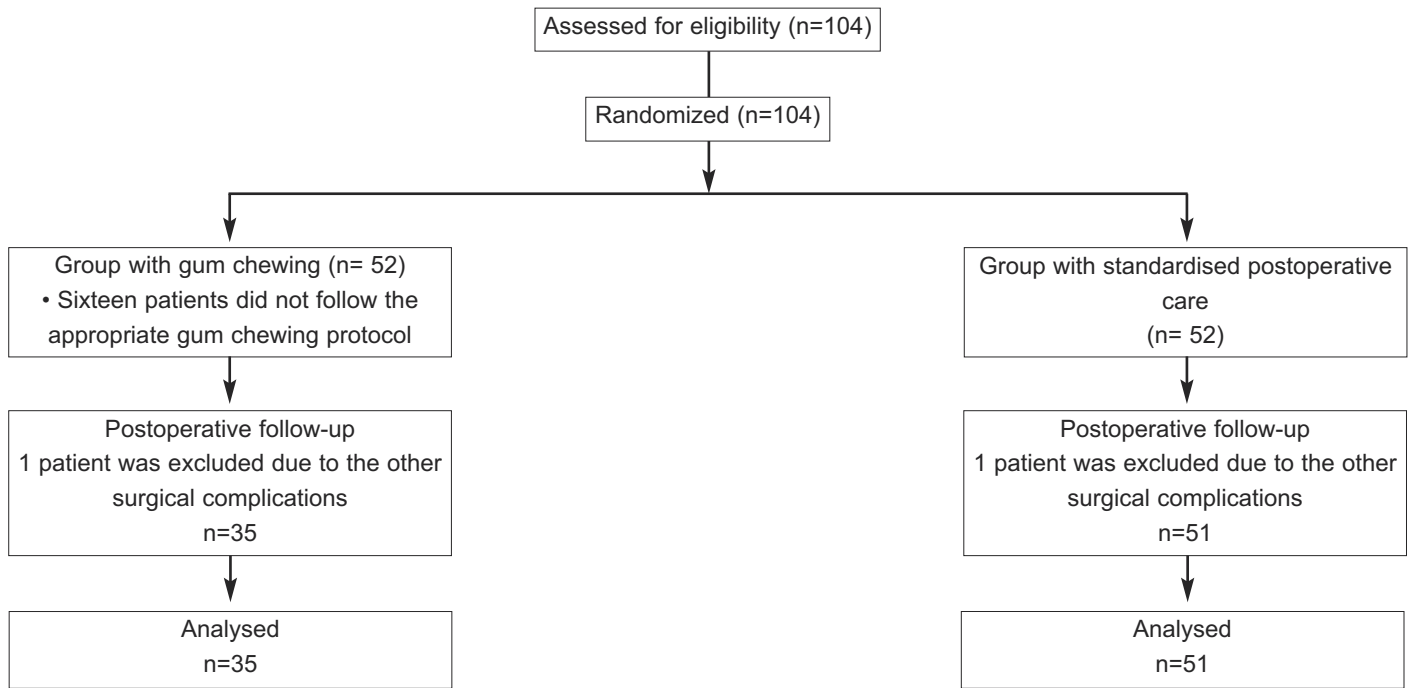 Assessed for eligibility (n=104)
Randomized (n=104)
Group with gum chewing (n= 52)
• Sixteen patients did not follow the
appropriate gum chewing protocol
Group with standardised postoperative
care
(n= 52)
Postoperative follow-up
1 patient was excluded due to the other
surgical complications
n=35
Postoperative follow-up
1 patient was excluded due to the other
surgical complications
n=51
Analysed
n=35
Analysed
n=51